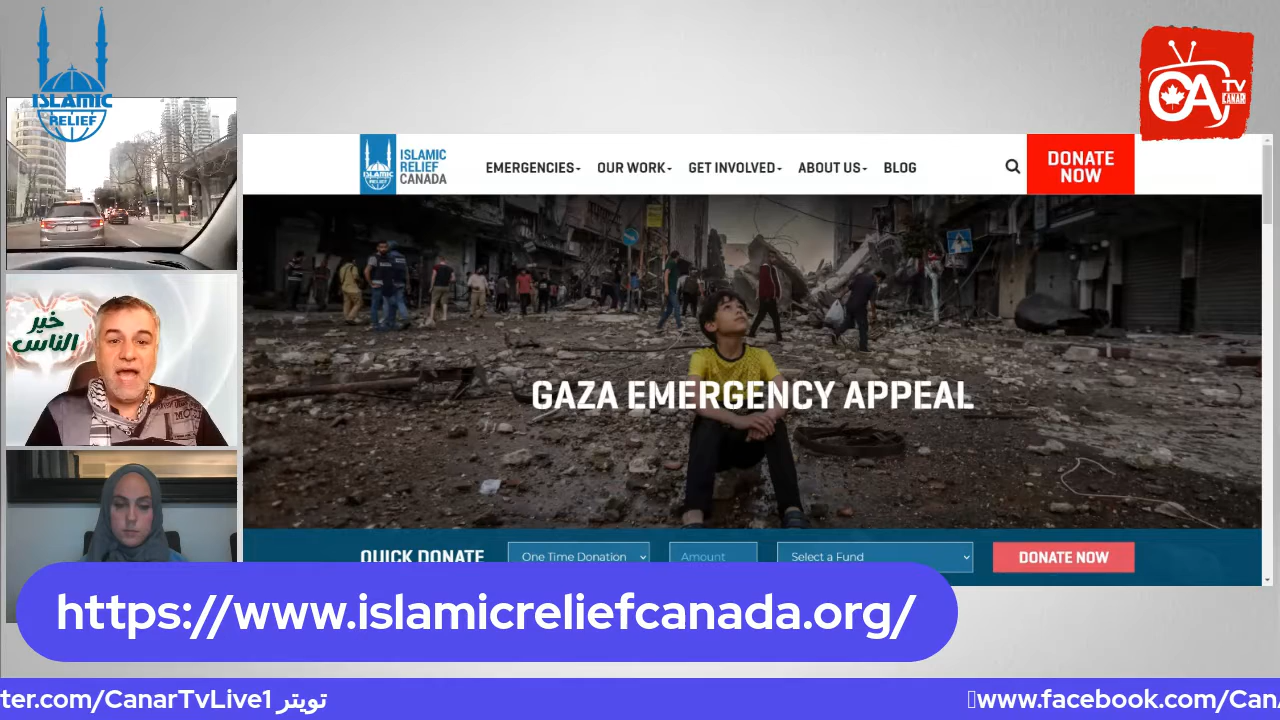 ISLAMIC
RELIEF
CA TV
CANAR
ISLAMIC
RELIEF
CANADA
EMERGENCIES
OUR WORK
GET INVOLVED
ABOUT US
BLOG
DONATE
NOW
GAZA EMERGENCY APPEAL
خير
الناس
QUICK DONATE
One Time Donation
Amount
Select a Fund
DONATE NOW
https://www.islamicreliefcanada.org/
ter.com/CanarTvLive1 تويتر
www.facebook.com/Can